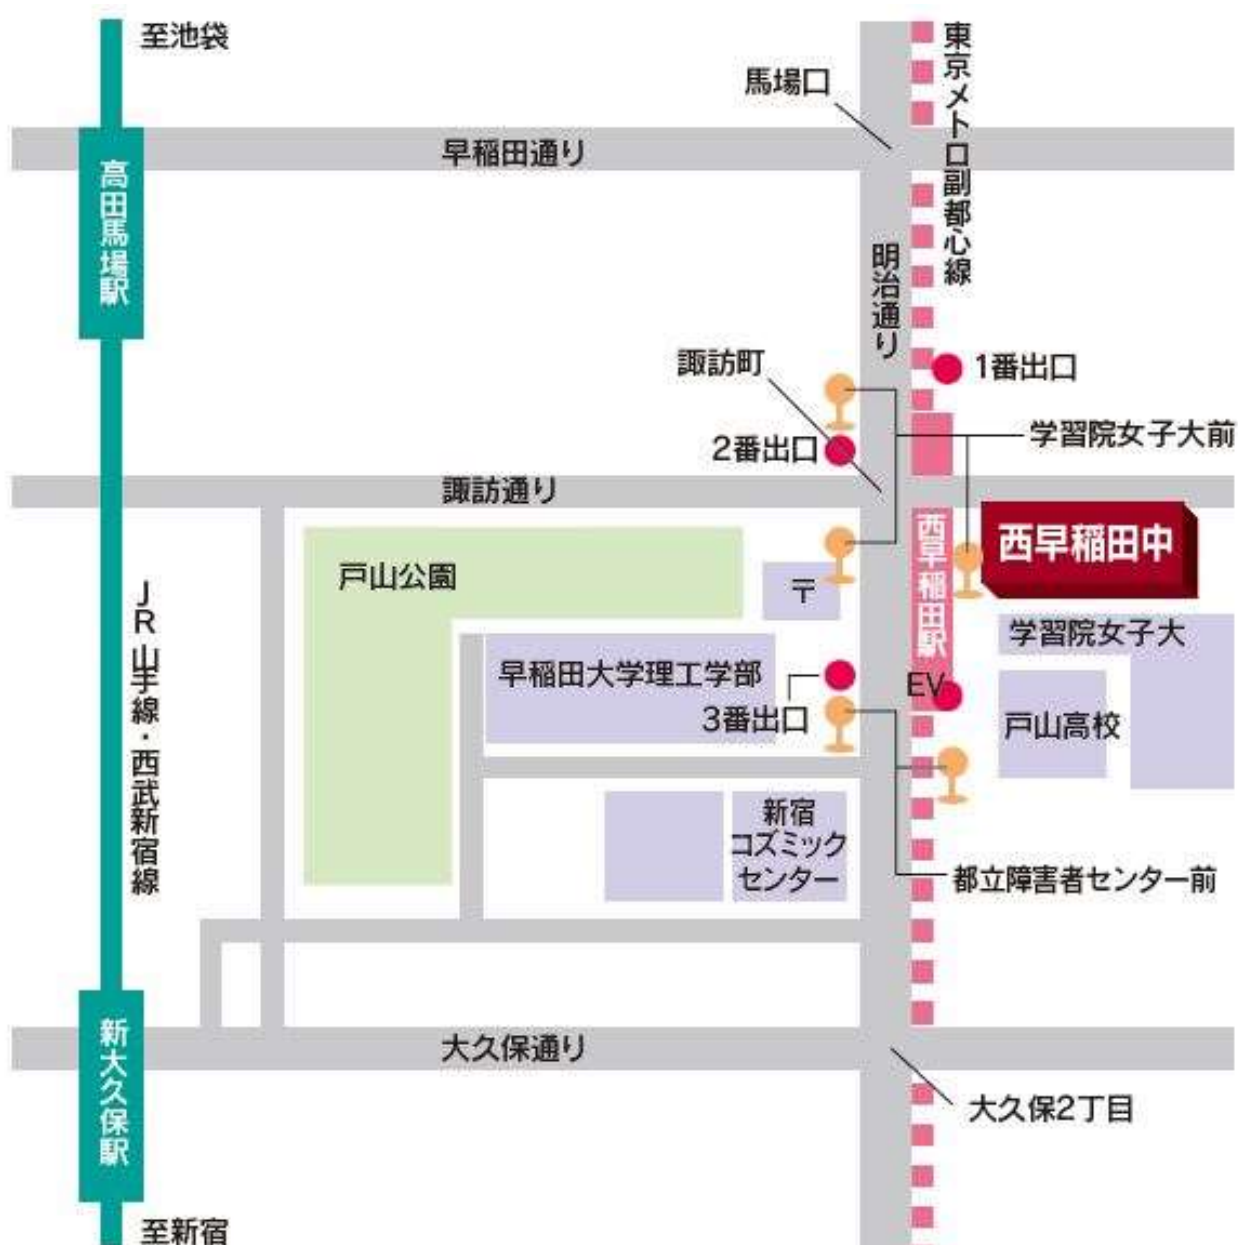 至池袋
馬場口
東京メトロ副都心線
早稲田通り
高田馬場駅
明治通り
諏訪町
1番出口
学習院女子大前
2番出口
諏訪通り
西早稲田中
西早稲田駅
戸山公園
〒
JR山手線・西武新宿線
学習院女子大
早稲田大学理工学部
EV
3番出口
戸山高校
新宿
コズミック
センター
都立障害者センター前
新大久保駅
大久保通り
大久保2丁目
至新宿